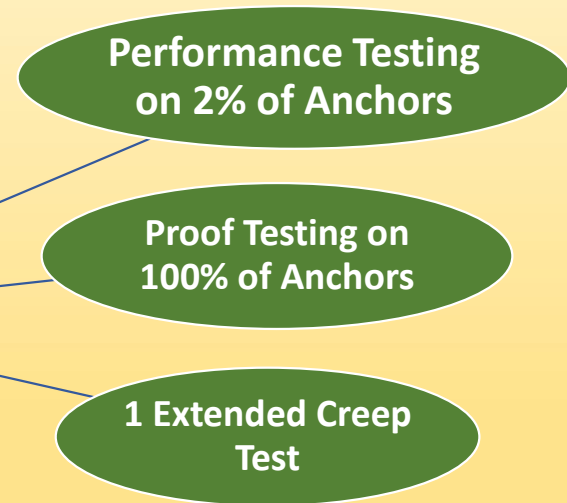 Performance Testing
on 2% of Anchors
Proof Testing on
100% of Anchors
1 Extended Creep
Test